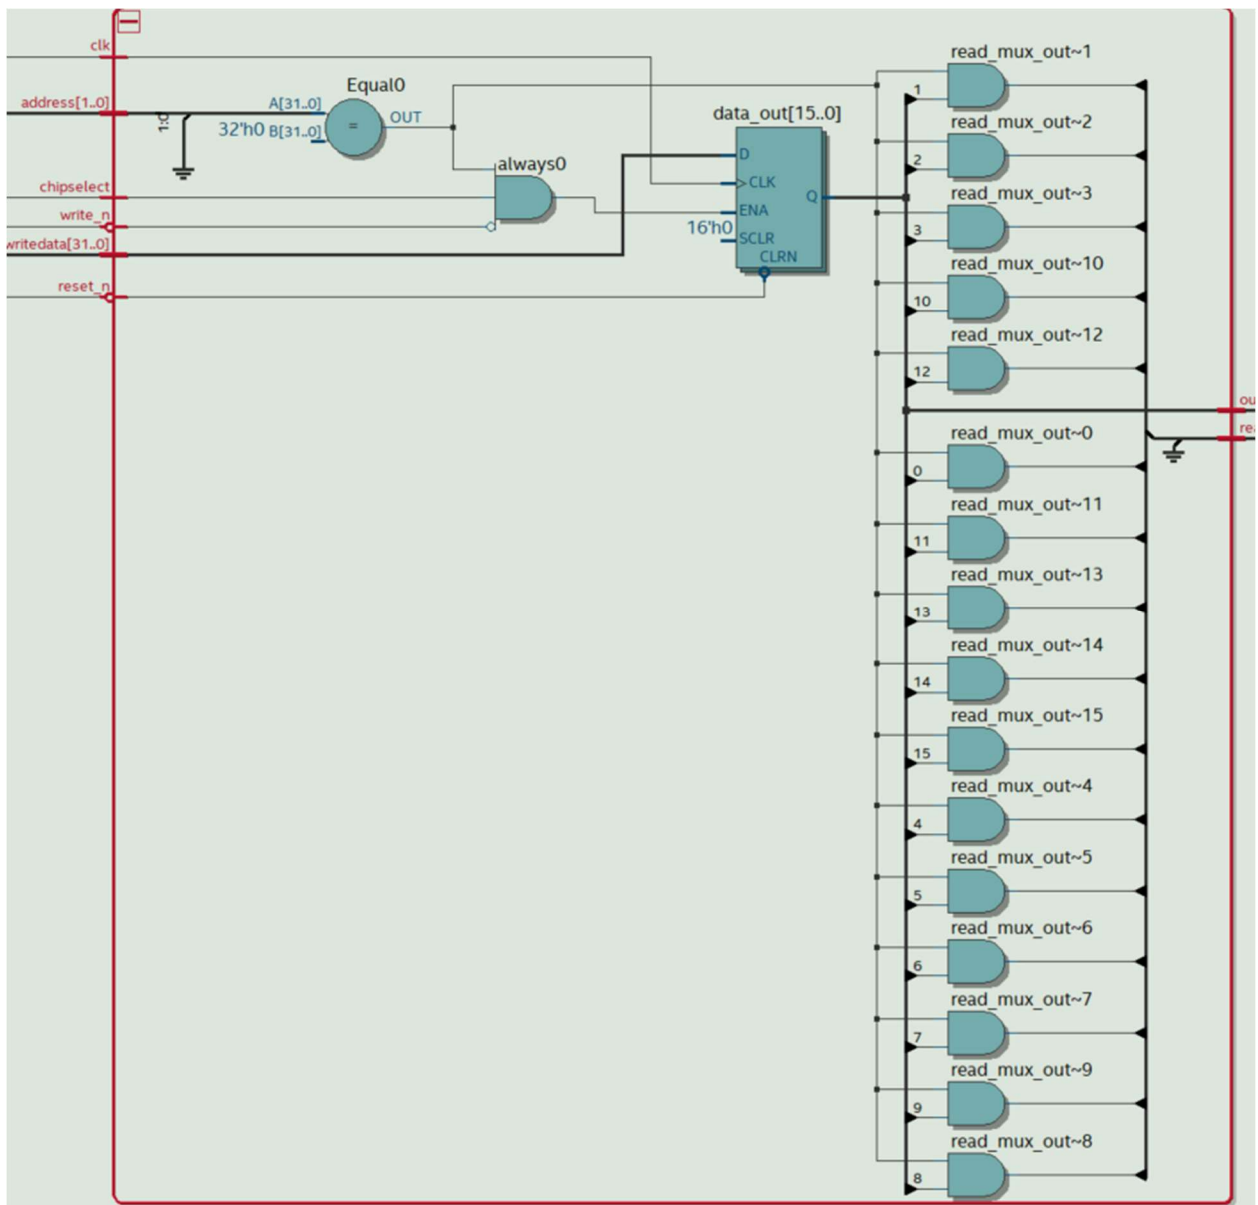 clk
address[1..0]
1:0
Equal0
A[31..0]
32'h0 B[31..0]
=
OUT
chipselect
write_n
writedata[31..0]
reset_n
always0
data_out[15..0]
D
CLK
ENA
16'h0
SCLR
CLRN
Q
read_mux_out~1
1
read_mux_out~2
2
read_mux_out~3
3
read_mux_out~10
10
read_mux_out~12
12
ou
re
read_mux_out~0
0
read_mux_out~11
11
read_mux_out~13
13
read_mux_out~14
14
read_mux_out~15
15
read_mux_out~4
4
read_mux_out~5
5
read_mux_out~6
6
read_mux_out~7
7
read_mux_out~9
9
read_mux_out~8
8